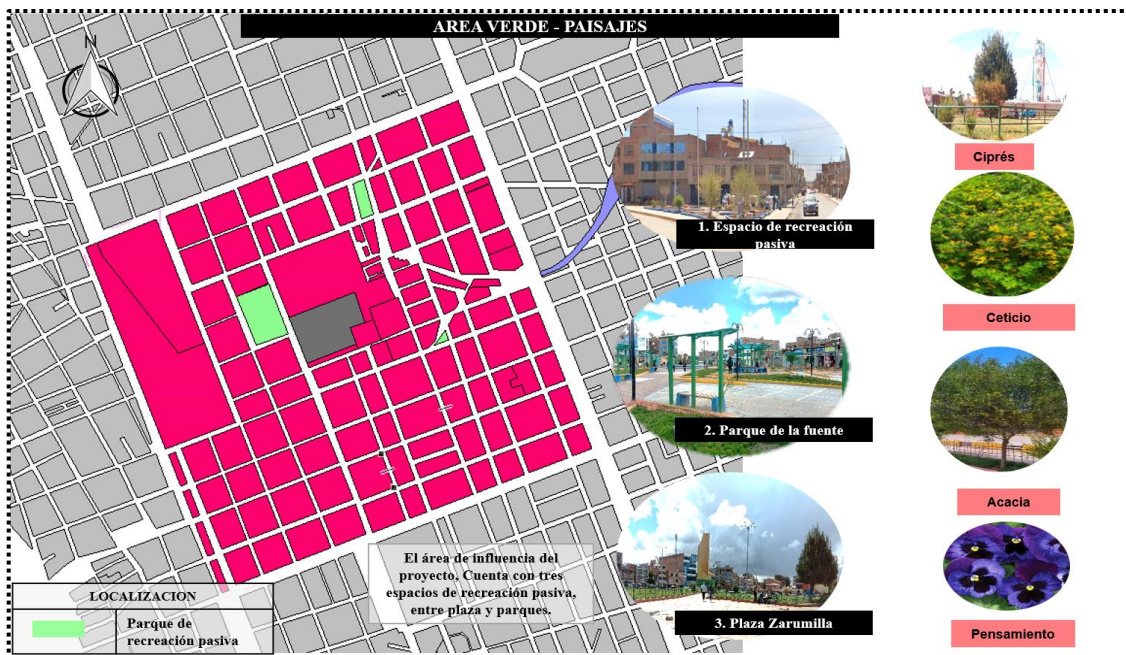 AREA VERDE - PAISAJES
N
1. Espacio de recreación
pasiva
2. Parque de la fuente
3. Plaza Zarumilla
Ciprés
Ceticio
Acacia
Pensamiento
El área de influencia del
proyecto, Cuenta con tres
espacios de recreación pasiva,
entre plaza y parques.
LOCALIZACION
Parque de
recreación pasiva